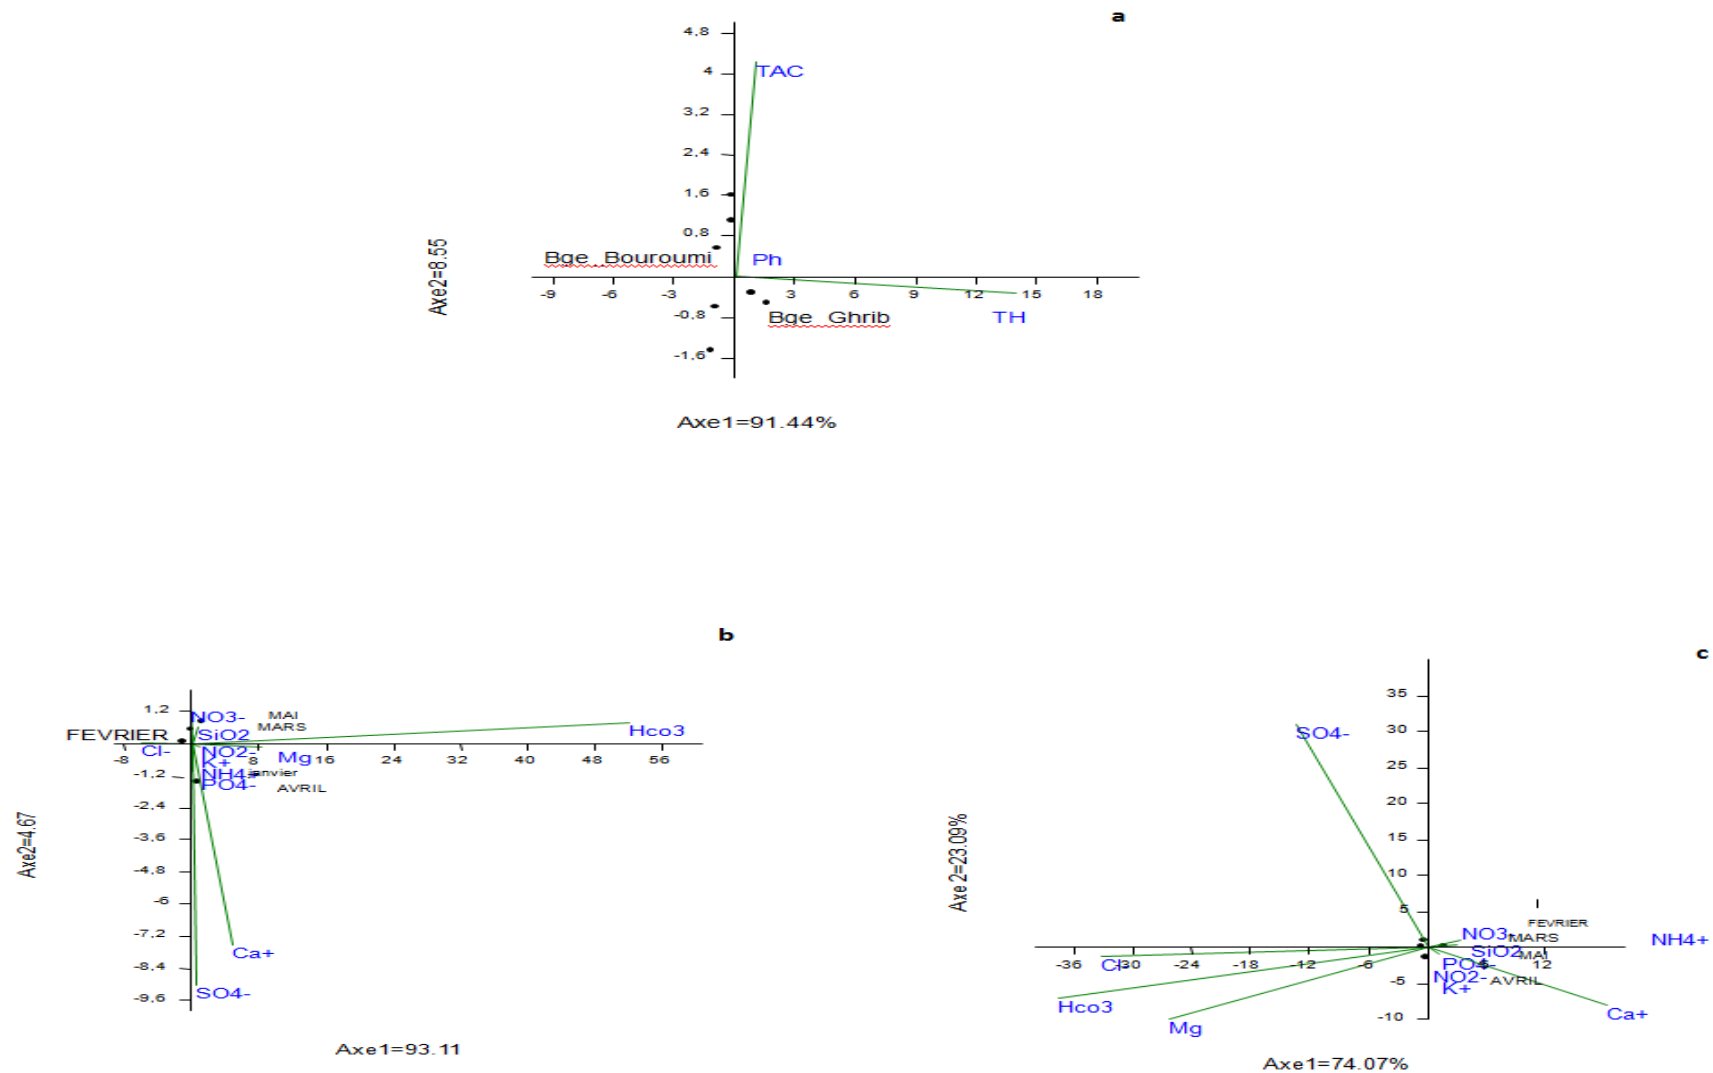 a
4,8
4
TAC
3,2
2,4
1,6
0,8
Axe2=8.55
Bge Bouroumi
Ph
-9 -6 -3 3 6 9 12 15 18
-0,8
Bge Ghrib
TH
-1,6
Axe1=91.44%
b
1,2
NO3-
MAI
MARS
FEVRIER
SiO2
Hco3
Cl-
NO2-
Mg
-8 8 16 24 32 40 48 56
K+
-1,2
NH4+
janvier
PO4-
AVRIL
-2,4
-3,6
Axe2=4.67
-4,8
-6
-7,2
Ca+
-8,4
SO4-
-9,6
Axe1=93.11
c
35
SO4-
30
25
20
15
Axe 2=23.09%
10
5
FEVRIER
NO3-
MARS
NH4+
SiO2
MAI
-36 -30 -24 -18 -12 -6 12
Cl-
PO4-
NO2-
AVRIL
-5
K+
Hco3
Ca+
-10
Mg
Axe1=74.07%